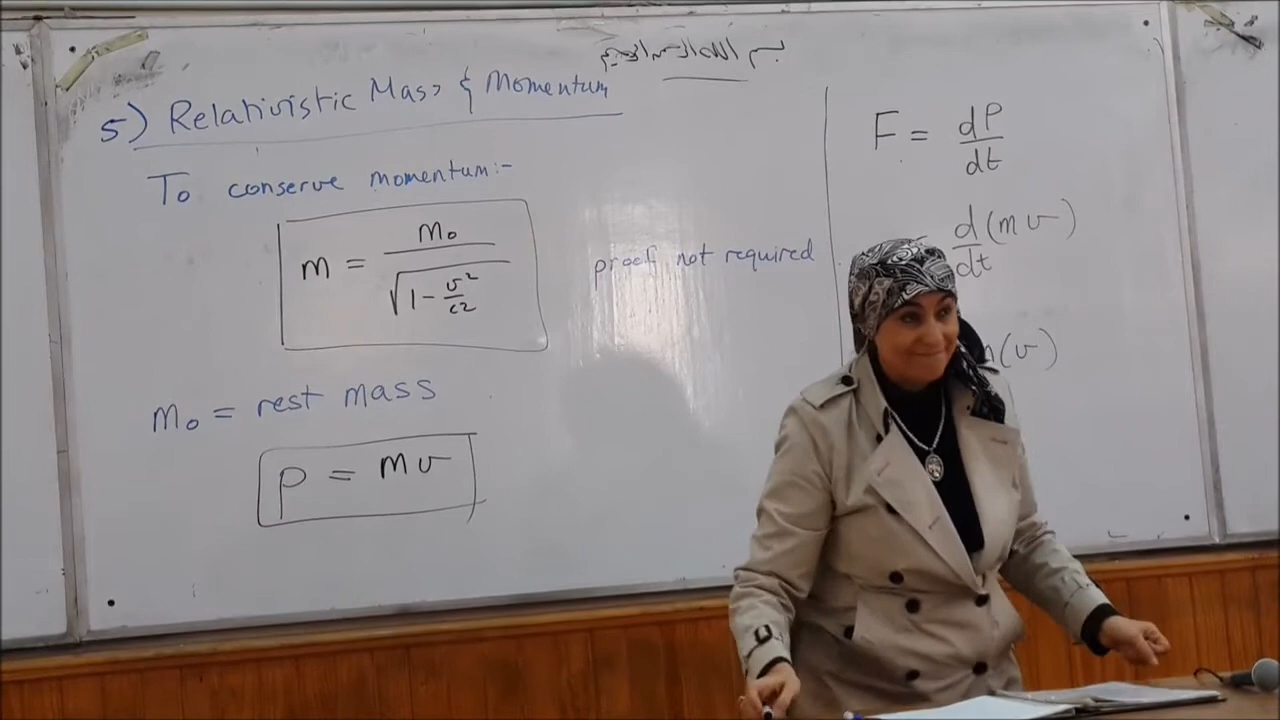 بسم الله الرحمن الرحيم
5) Relativistic Mass & Momentum
To conserve momentum:-
m = m₀ / √(1 - v²/c²)
proof not required
m₀ = rest mass
P = mv
F = dP/dt
d(mv)/dt
(v)